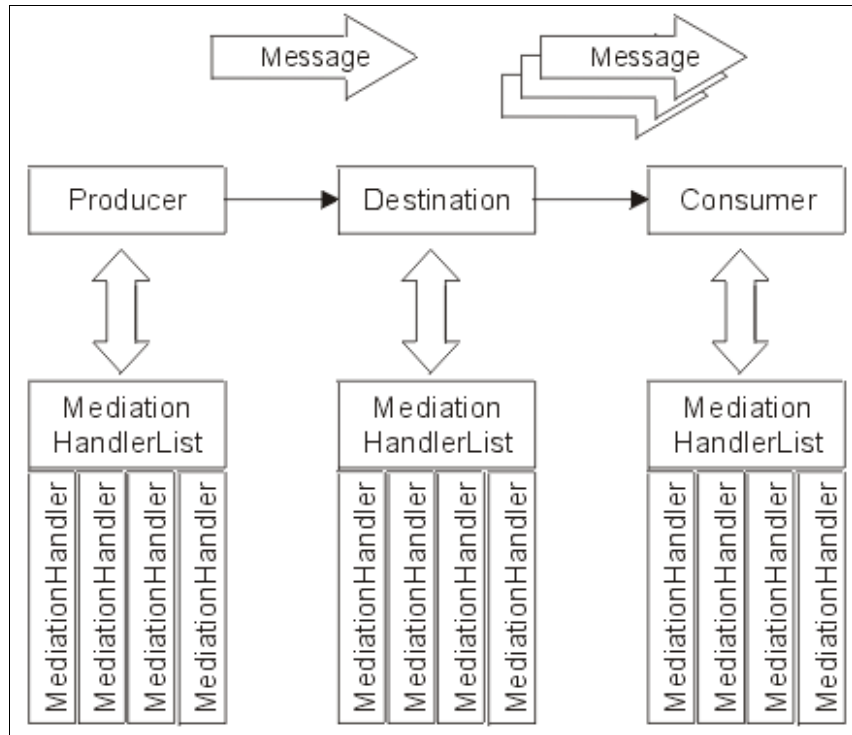 Message
Message
Producer
Destination
Consumer
Mediation
HandlerList
Mediation
HandlerList
Mediation
HandlerList
MediationHandler
MediationHandler
MediationHandler
MediationHandler
MediationHandler
MediationHandler
MediationHandler
MediationHandler
MediationHandler
MediationHandler
MediationHandler
MediationHandler